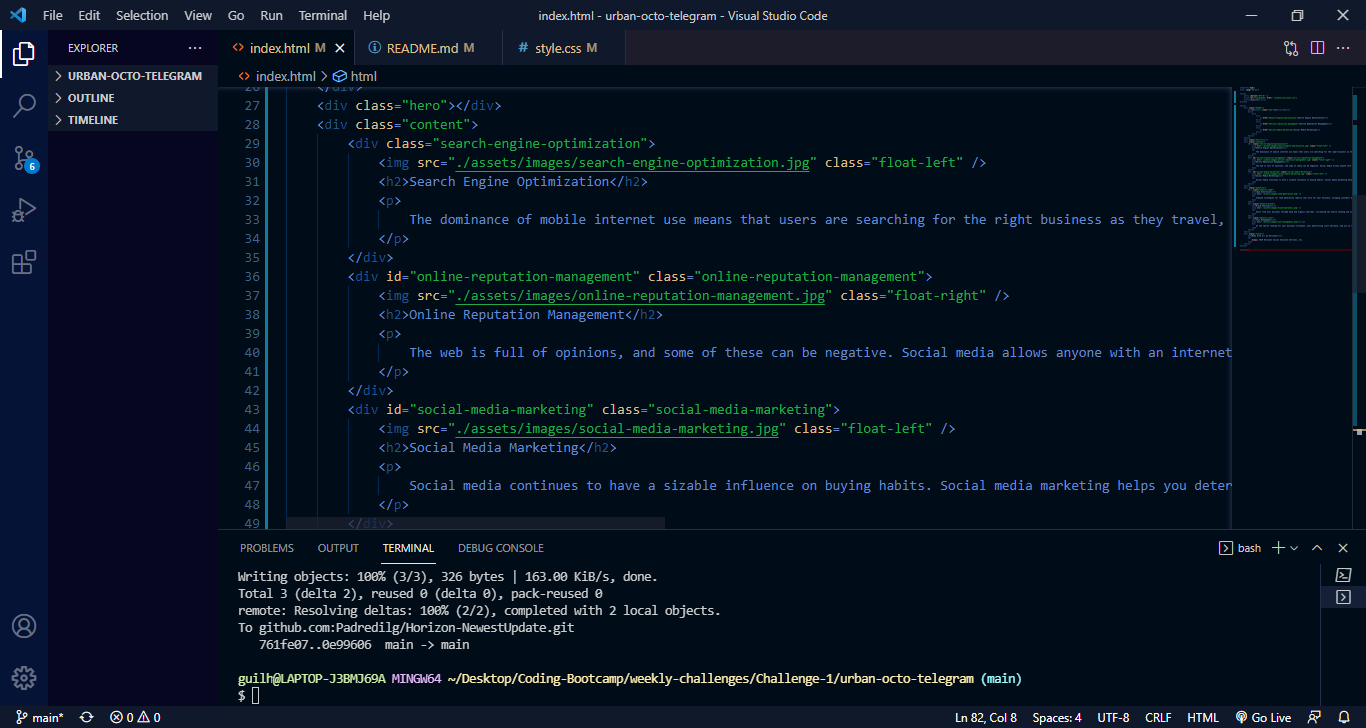 File Edit Selection View Go Run Terminal Help index.html - urban-octo-telegram - Visual Studio Code
EXPLORER ...
URBAN-OCTO-TELEGRAM
OUTLINE
TIMELINE
6
<> index.html M
README.md M
# style.css M
<> index.html > html
26 </div>
27 <div class="hero"></div>
28 <div class="content">
29 <div class="search-engine-optimization">
30 <img src="./assets/images/search-engine-optimization.jpg" class="float-left" />
31 <h2>Search Engine Optimization</h2>
32 <p>
33 The dominance of mobile internet use means that users are searching for the right business as they travel,
34 </p>
35 </div>
36 <div id="online-reputation-management" class="online-reputation-management">
37 <img src="./assets/images/online-reputation-management.jpg" class="float-right" />
38 <h2>Online Reputation Management</h2>
39 <p>
40 The web is full of opinions, and some of these can be negative. Social media allows anyone with an internet
41 </p>
42 </div>
43 <div id="social-media-marketing" class="social-media-marketing">
44 <img src="./assets/images/social-media-marketing.jpg" class="float-left" />
45 <h2>Social Media Marketing</h2>
46 <p>
47 Social media continues to have a sizable influence on buying habits. Social media marketing helps you deter
48 </p>
49 </div>
PROBLEMS OUTPUT TERMINAL DEBUG CONSOLE bash
Writing objects: 100% (3/3), 326 bytes | 163.00 KiB/s, done.
Total 3 (delta 2), reused 0 (delta 0), pack-reused 0
remote: Resolving deltas: 100% (2/2), completed with 2 local objects.
To github.com:Padredilg/Horizon-NewestUpdate.git
761fe07..0e99606 main -> main
guilh@LAPTOP-J3BMJ69A MINGW64 ~/Desktop/Coding-Bootcamp/weekly-challenges/Challenge-1/urban-octo-telegram (main)
$
main* 0 0 Ln 82, Col 8 Spaces: 4 UTF-8 CRLF HTML Go Live